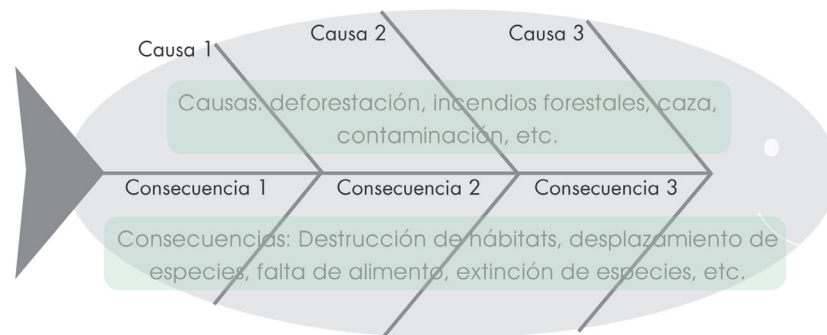 Causa 1
Causa 2
Causa 3
Causas: deforestación, incendios forestales, caza,
contaminación, etc.
Consecuencia 1
Consecuencia 2
Consecuencia 3
Consecuencias: Destrucción de hábitats, desplazamiento de
especies, falta de alimento, extinción de especies, etc.